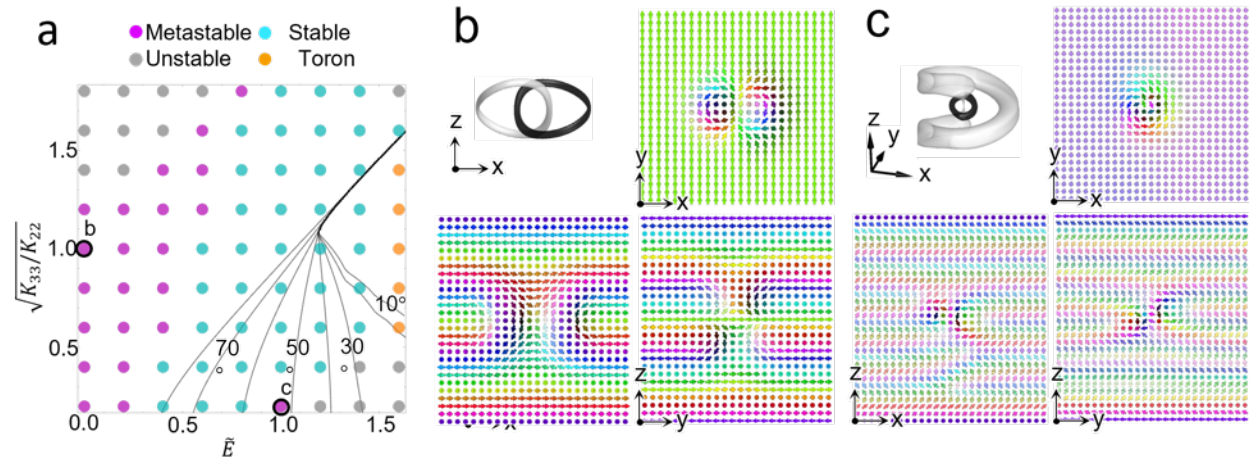 a
Metastable
Stable
Unstable
Toron
√K₃₃/K₂₂
1.5
1.0
0.5
b
10°
70
°
50
°
30
°
c
0.0
0.5
1.0
1.5
Ẽ
b
z
x
y
x
z
z
y
c
z
y
x
y
x
z
x
z
y